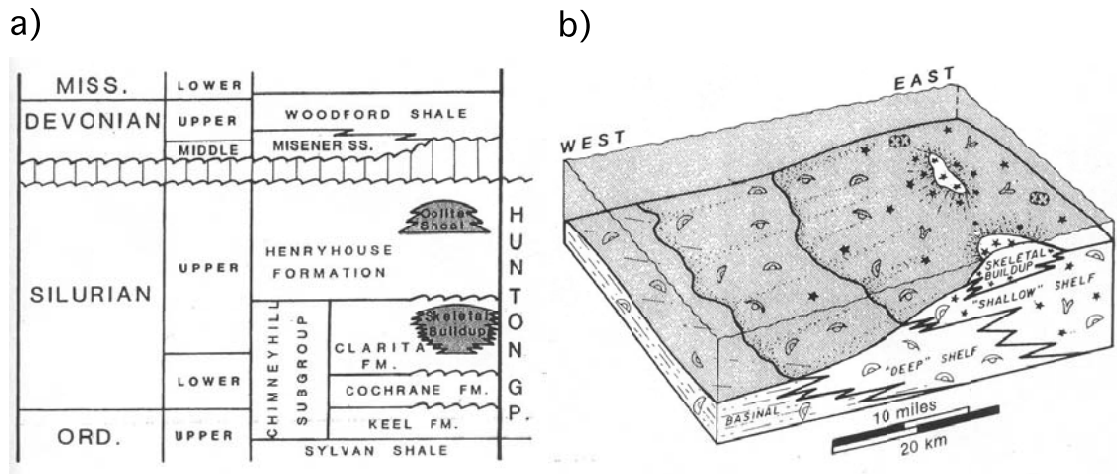 a)
MISS.
LOWER
DEVONIAN
UPPER
WOODFORD SHALE
MIDDLE
MISENER SS.
Oolite
Shoal
HENRYHOUSE
FORMATION
UPPER
SILURIAN
Skeletal
Buildup
CLARITA
FM.
CHIMNEYHILL
SUBGROUP
LOWER
COCHRANE FM.
KEEL FM.
ORD.
UPPER
SYLVAN SHALE
HUNTON GP.
b)
WEST
EAST
SKELETAL
BUILDUP
"SHALLOW" SHELF
"DEEP" SHELF
BASINAL
10 miles
20 km